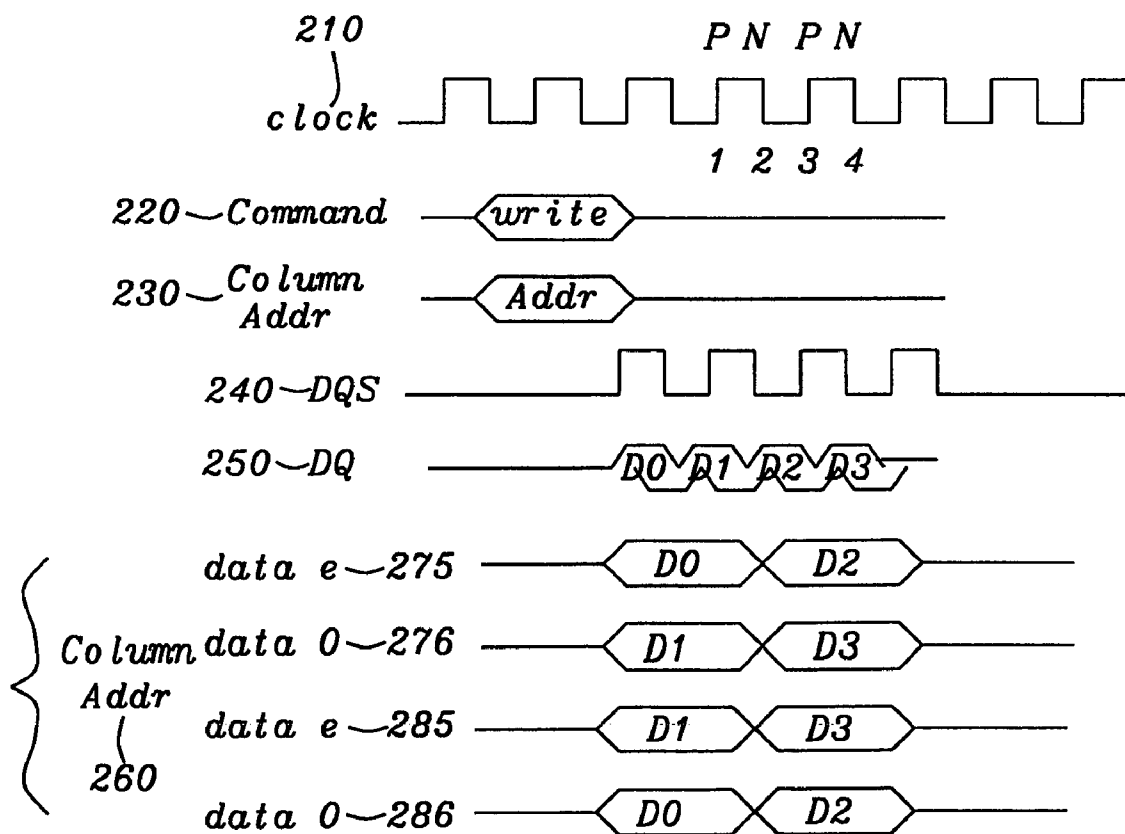 210
P N P N
clock
1 2 3 4
220 Command write
230 Column Addr Addr
240 DQS
250 DQ D0 D1 D2 D3
data e 275 D0 D2
data 0 276 D1 D3
Column
Addr
260
data e 285 D1 D3
data 0 286 D0 D2